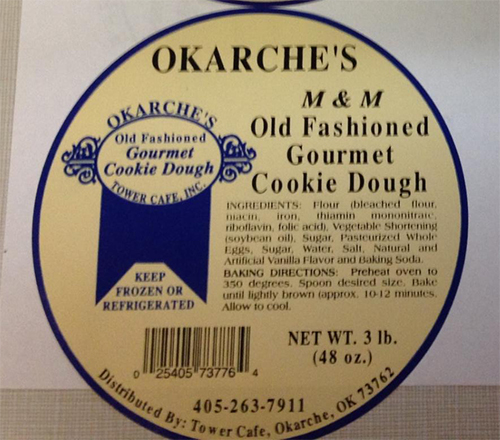 OKARCHE'S
M & M
Old Fashioned
Gourmet
Cookie Dough
OKARCHE'S
Old Fashioned
Gourmet
Cookie Dough
TOWER CAFE, INC.
KEEP
FROZEN OR
REFRIGERATED
INGREDIENTS: Flour (bleached flour,
niacin, iron, thiamin mononitrate,
riboflavin, folic acid), Vegetable Shortening
(soybean oil), Sugar, Pasteurized Whole
Eggs, Sugar, Water, Salt, Natural and
Artificial Vanilla Flavor and Baking Soda.
BAKING DIRECTIONS: Preheat oven to
350 degrees. Spoon desired size. Bake
until lightly brown (approx. 10-12 minutes.
Allow to cool.
NET WT. 3 lb.
(48 oz.)
0 25405 73776 4
405-263-7911
Distributed By: Tower Cafe, Okarche, OK 73762